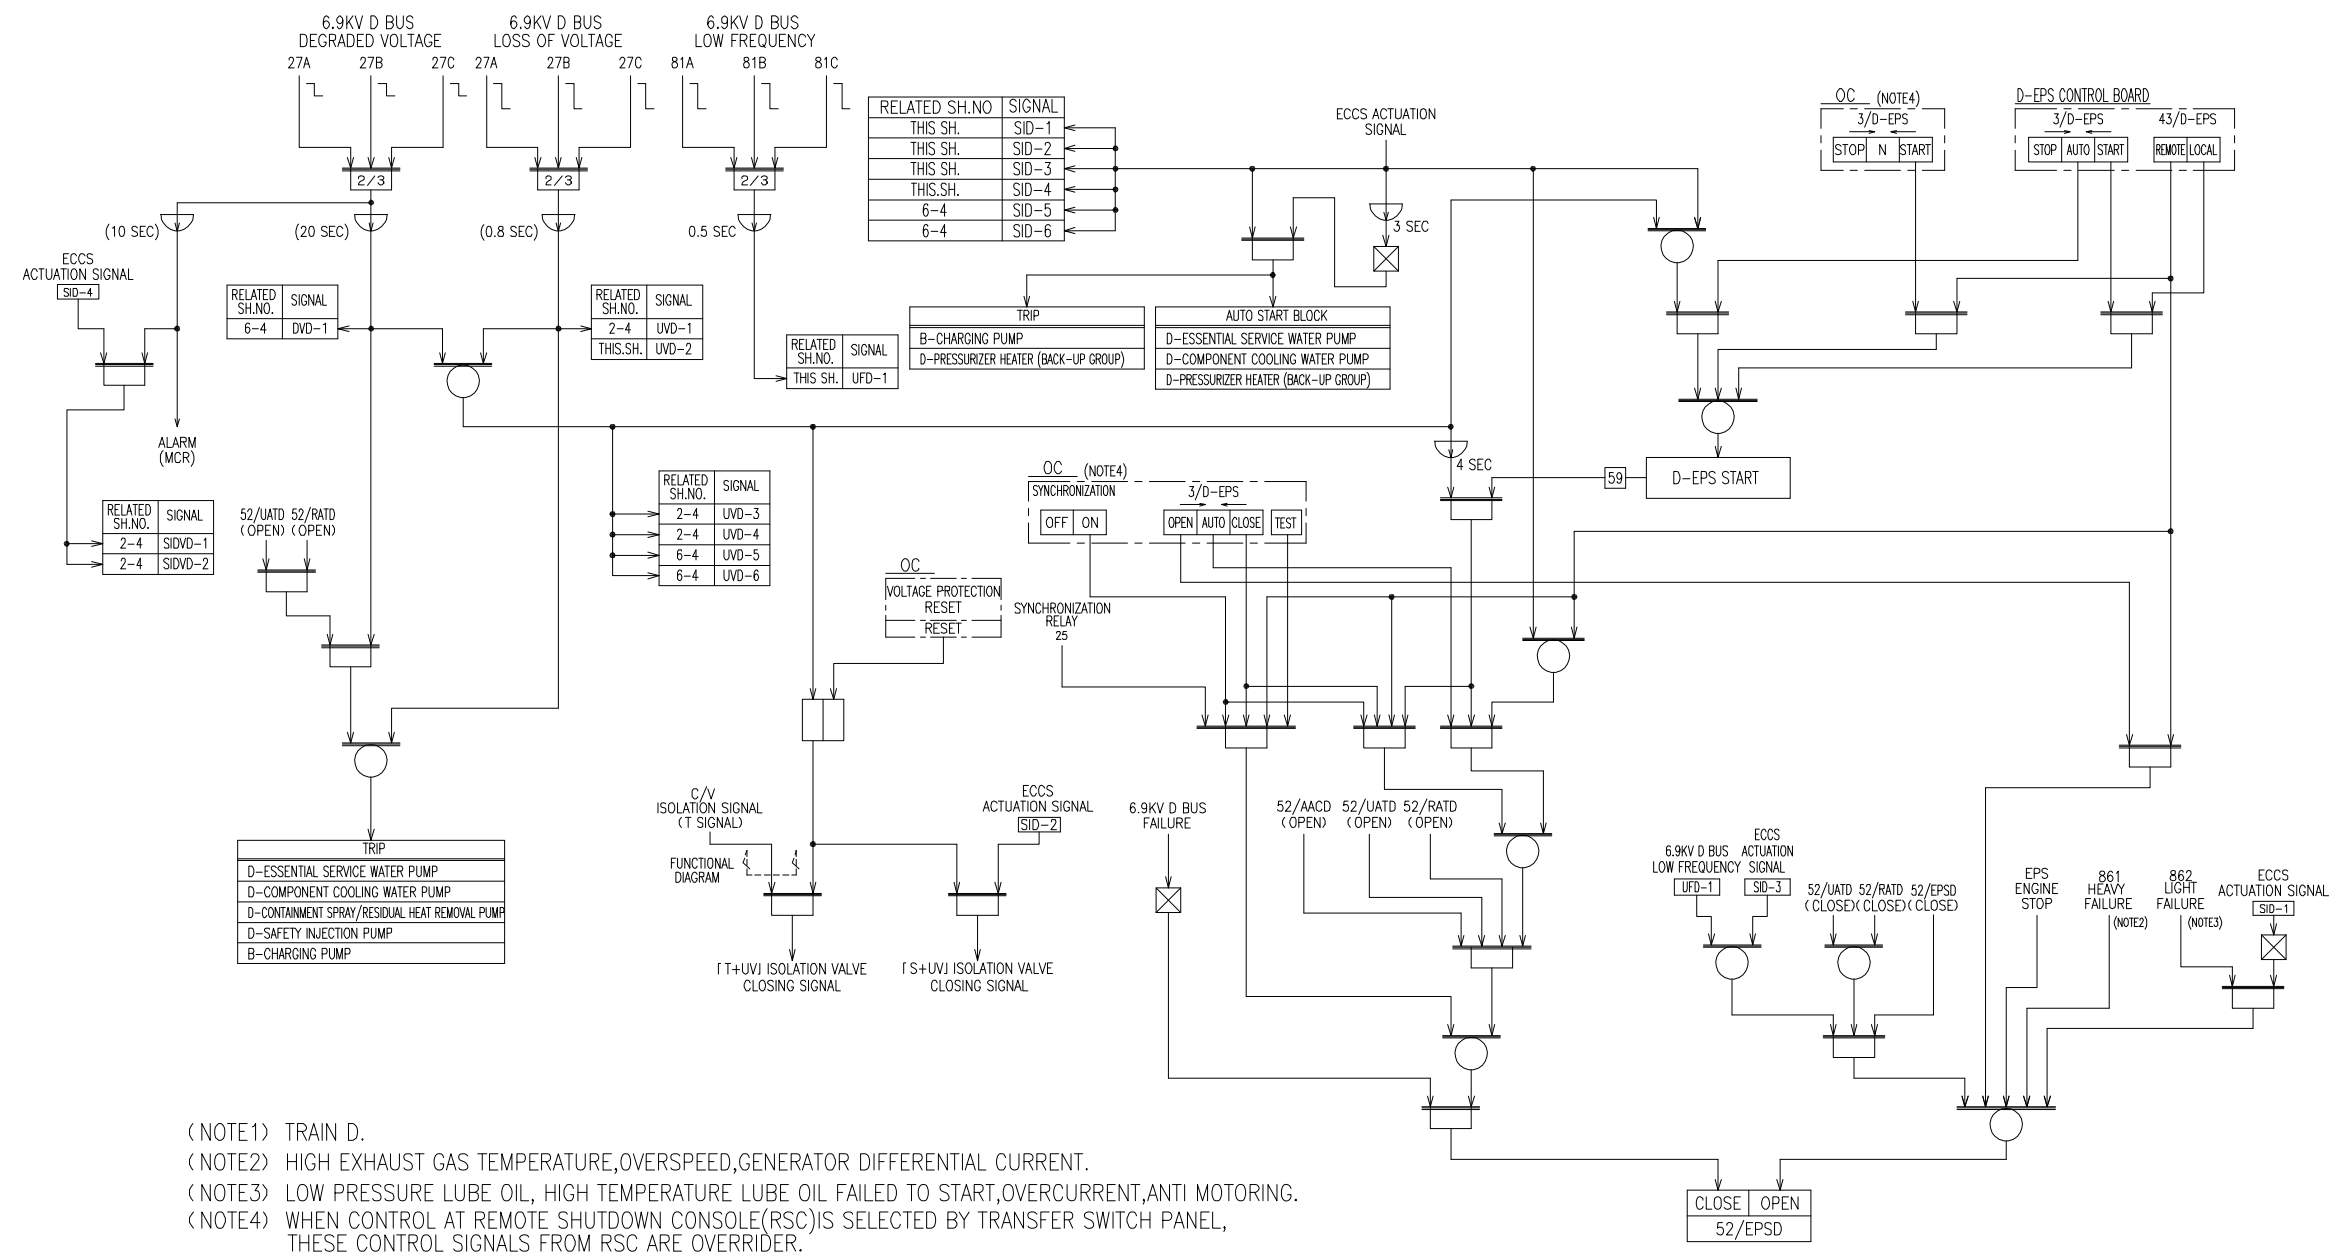 6.9KV D BUS
DEGRADED VOLTAGE
27A 27B 27C
6.9KV D BUS
LOSS OF VOLTAGE
27A 27B 27C
6.9KV D BUS
LOW FREQUENCY
81A 81B 81C
2/3
2/3
2/3
(10 SEC)
(20 SEC)
(0.8 SEC)
0.5 SEC
RELATED SH.NO SIGNAL
THIS SH. SID-1
THIS SH. SID-2
THIS SH. SID-3
THIS.SH. SID-4
6-4 SID-5
6-4 SID-6
ECCS ACTUATION
SIGNAL
3 SEC
OC (NOTE4)
3/D-EPS
STOP N START
D-EPS CONTROL BOARD
3/D-EPS 43/D-EPS
STOP AUTO START REMOTE LOCAL
ECCS
ACTUATION SIGNAL
SID-4
RELATED
SH.NO. SIGNAL
6-4 DVD-1
RELATED
SH.NO. SIGNAL
2-4 UVD-1
THIS.SH. UVD-2
RELATED
SH.NO. SIGNAL
THIS SH. UFD-1
TRIP
B-CHARGING PUMP
D-PRESSURIZER HEATER (BACK-UP GROUP)
AUTO START BLOCK
D-ESSENTIAL SERVICE WATER PUMP
D-COMPONENT COOLING WATER PUMP
D-PRESSURIZER HEATER (BACK-UP GROUP)
ALARM
(MCR)
4 SEC
59
D-EPS START
RELATED
SH.NO. SIGNAL
2-4 SIDVD-1
2-4 SIDVD-2
52/UATD 52/RATD
(OPEN) (OPEN)
RELATED
SH.NO. SIGNAL
2-4 UVD-3
2-4 UVD-4
6-4 UVD-5
6-4 UVD-6
OC (NOTE4)
SYNCHRONIZATION 3/D-EPS
OFF ON OPEN AUTO CLOSE TEST
OC
VOLTAGE PROTECTION
RESET
RESET
SYNCHRONIZATION
RELAY
25
C/V
ISOLATION SIGNAL
(T SIGNAL)
FUNCTIONAL
DIAGRAM
ECCS
ACTUATION SIGNAL
SID-2
6.9KV D BUS
FAILURE
52/AACD 52/UATD 52/RATD
(OPEN) (OPEN) (OPEN)
TRIP
D-ESSENTIAL SERVICE WATER PUMP
D-COMPONENT COOLING WATER PUMP
D-CONTAINMENT SPRAY/RESIDUAL HEAT REMOVAL PUMP
D-SAFETY INJECTION PUMP
B-CHARGING PUMP
「T+UV」ISOLATION VALVE
CLOSING SIGNAL
「S+UV」ISOLATION VALVE
CLOSING SIGNAL
6.9KV D BUS
LOW FREQUENCY
UFD-1
ECCS
ACTUATION
SIGNAL
SID-3
52/UATD 52/RATD 52/EPSD
(CLOSE) (CLOSE) (CLOSE)
EPS
ENGINE
STOP
861
HEAVY
FAILURE
(NOTE2)
862
LIGHT
FAILURE
(NOTE3)
ECCS
ACTUATION SIGNAL
SID-1
CLOSE OPEN
52/EPSD
(NOTE1) TRAIN D.
(NOTE2) HIGH EXHAUST GAS TEMPERATURE,OVERSPEED,GENERATOR DIFFERENTIAL CURRENT.
(NOTE3) LOW PRESSURE LUBE OIL, HIGH TEMPERATURE LUBE OIL FAILED TO START,OVERCURRENT,ANTI MOTORING.
(NOTE4) WHEN CONTROL AT REMOTE SHUTDOWN CONSOLE(RSC)IS SELECTED BY TRANSFER SWITCH PANEL,
THESE CONTROL SIGNALS FROM RSC ARE OVERRIDER.